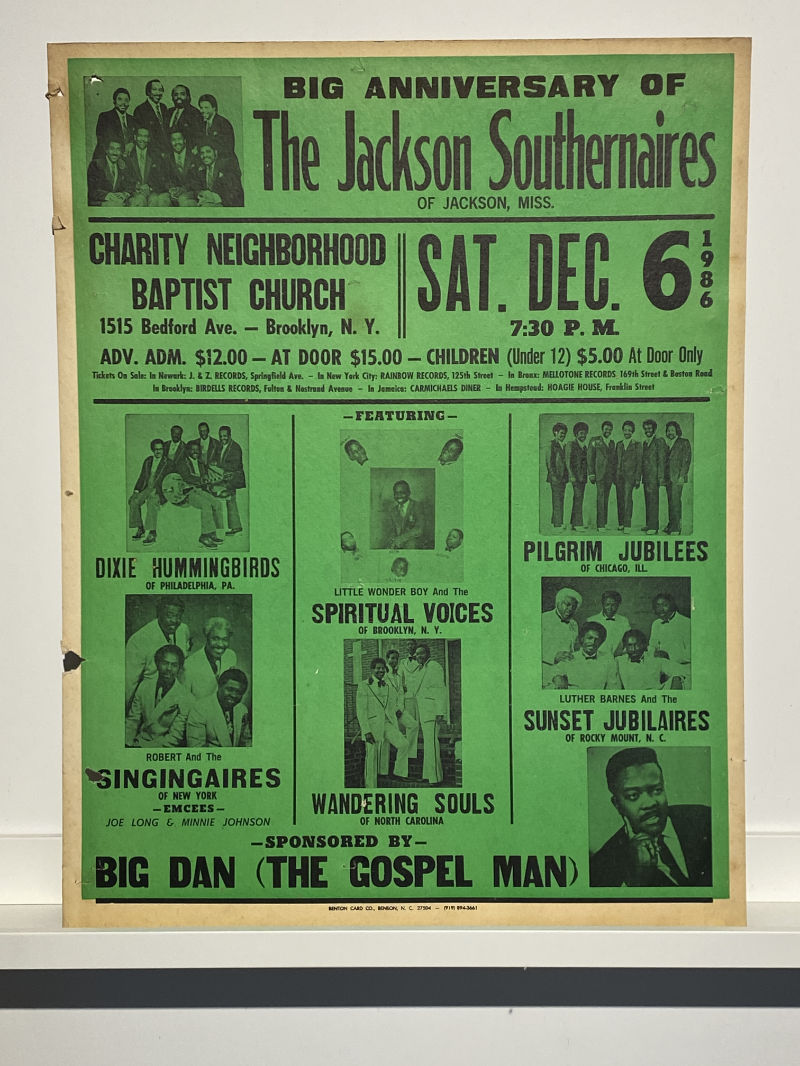 BIG ANNIVERSARY OF
The Jackson Southernaires
OF JACKSON, MISS.
CHARITY NEIGHBORHOOD
BAPTIST CHURCH
1515 Bedford Ave. — Brooklyn, N. Y.
SAT. DEC. 6 1986
7:30 P. M.
ADV. ADM. $12.00 — AT DOOR $15.00 — CHILDREN (Under 12) $5.00 At Door Only
Tickets On Sale: In Newark: J. & Z. RECORDS, Springfield Ave. — In New York City: RAINBOW RECORDS, 125th Street — In Bronx: MELLOTONE RECORDS 169th Street & Boston Road
In Brooklyn: BIRDELLS RECORDS, Fulton & Nostrand Avenue — In Jamaica: CARMICHAELS DINER — In Hempstead: HOAGIE HOUSE, Franklin Street
—FEATURING—
DIXIE HUMMINGBIRDS
OF PHILADELPHIA, PA.
ROBERT And The
SINGINGAIRES
OF NEW YORK
—EMCEES—
JOE LONG & MINNIE JOHNSON
LITTLE WONDER BOY And The
SPIRITUAL VOICES
OF BROOKLYN, N. Y.
WANDERING SOULS
OF NORTH CAROLINA
PILGRIM JUBILEES
OF CHICAGO, ILL.
LUTHER BARNES And The
SUNSET JUBILAIRES
OF ROCKY MOUNT, N. C.
—SPONSORED BY—
BIG DAN (THE GOSPEL MAN)
BENTON CARD CO., BENSON, N. C. 27504 — (919) 894-3661